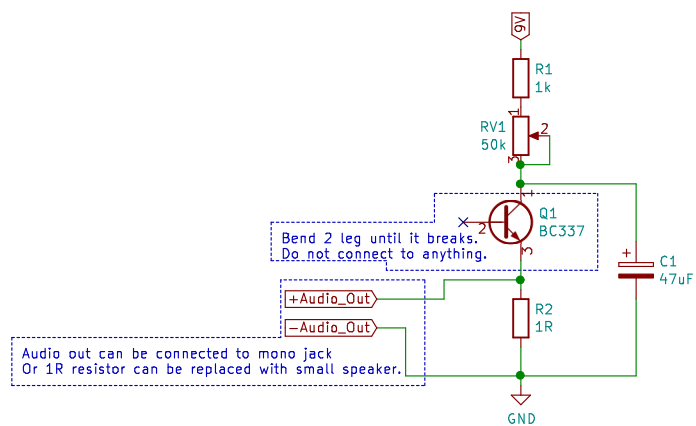 9V
R1
1k
1
RV1
2
50k
3
1
Q1
2
BC337
Bend 2 leg until it breaks.
3
Do not connect to anything.
+
C1
47uF
+Audio_Out
R2
-Audio_Out
1R
Audio out can be connected to mono jack
Or 1R resistor can be replaced with small speaker.
GND